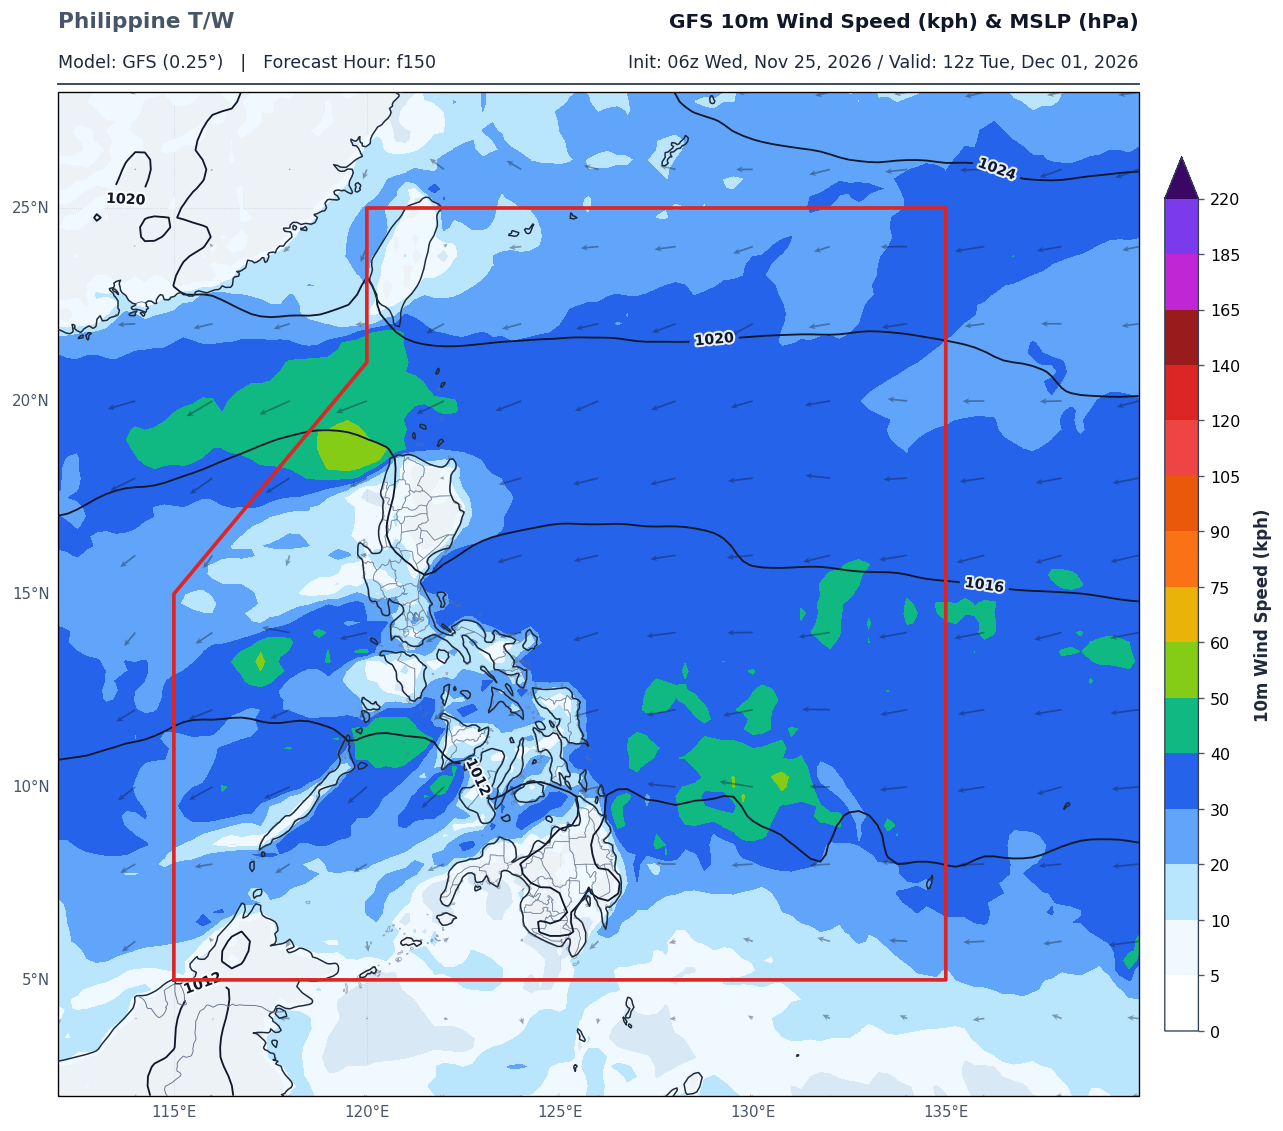 Philippine T/W
GFS 10m Wind Speed (kph) & MSLP (hPa)
Model: GFS (0.25°) | Forecast Hour: f150
Init: 06z Wed, Nov 25, 2026 / Valid: 12z Tue, Dec 01, 2026
1024
1020
1020
1016
1012
1012
25°N
20°N
15°N
10°N
5°N
115°E
120°E
125°E
130°E
135°E
220
185
165
140
120
105
90
75
60
50
40
30
20
10
5
0
10m Wind Speed (kph)